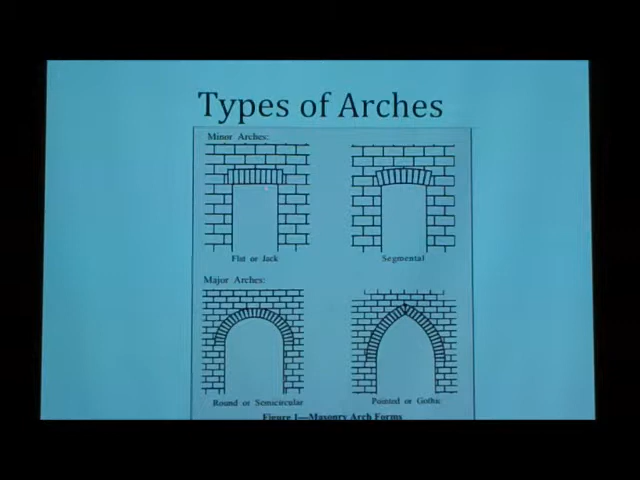 Types of Arches
Minor Arches:
Flat or Jack
Segmental
Major Arches:
Round or Semicircular
Pointed or Gothic
Figure 1—Masonry Arch Forms